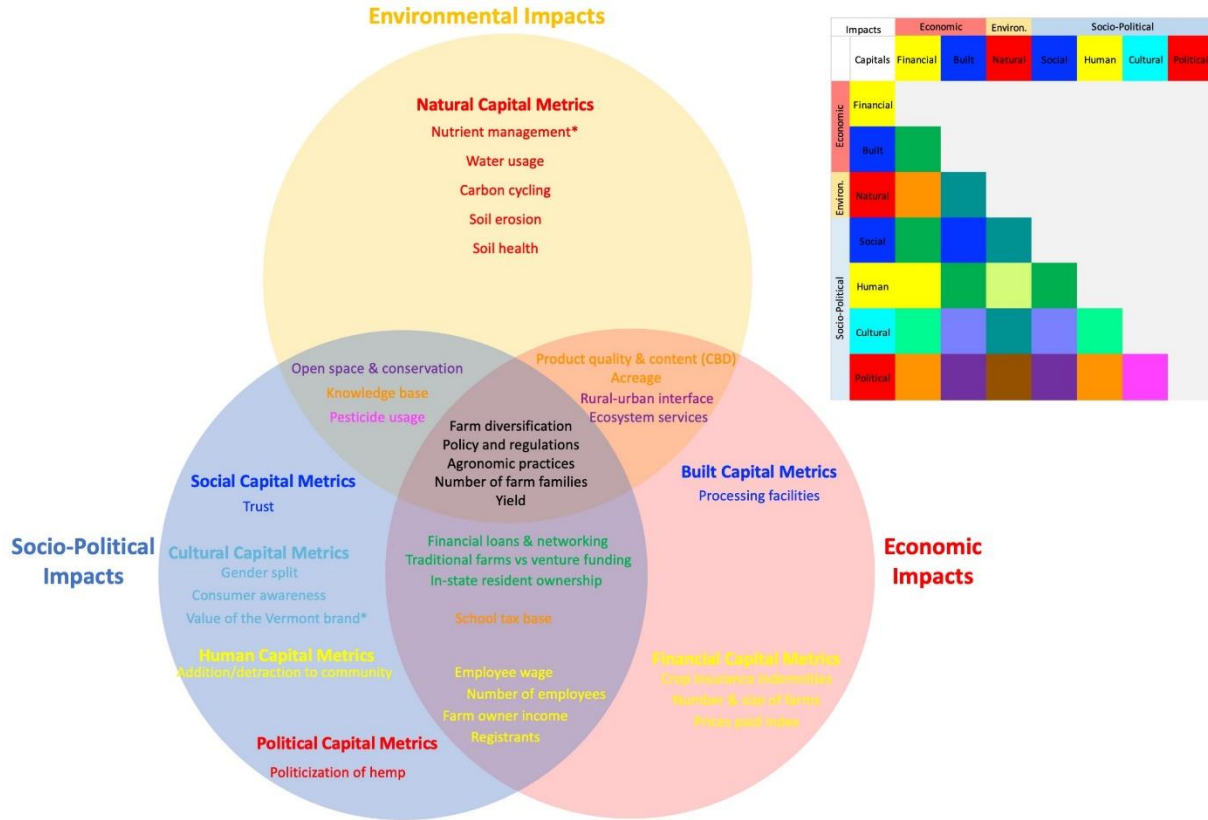 Environmental Impacts
Natural Capital Metrics
Nutrient management*
Water usage
Carbon cycling
Soil erosion
Soil health
Open space & conservation
Knowledge base
Pesticide usage
Product quality & content (CBD)
Acreage
Rural-urban interface
Ecosystem services
Farm diversification
Policy and regulations
Agronomic practices
Number of farm families
Yield
Socio-Political
Impacts
Social Capital Metrics
Trust
Cultural Capital Metrics
Gender split
Consumer awareness
Value of the Vermont brand*
Human Capital Metrics
Addition/detraction to community
Political Capital Metrics
Politicization of hemp
Financial loans & networking
Traditional farms vs venture funding
In-state resident ownership
School tax base
Employee wage
Number of employees
Farm owner income
Registrants
Built Capital Metrics
Processing facilities
Economic
Impacts
Financial Capital Metrics
Crop insurance indemnities
Number & size of farms
Prices paid index
Impacts Economic Environ. Socio-Political
Capitals Financial Built Natural Social Human Cultural Political
Economic
Financial
Built
Environ.
Natural
Socio-Political
Social
Human
Cultural
Political